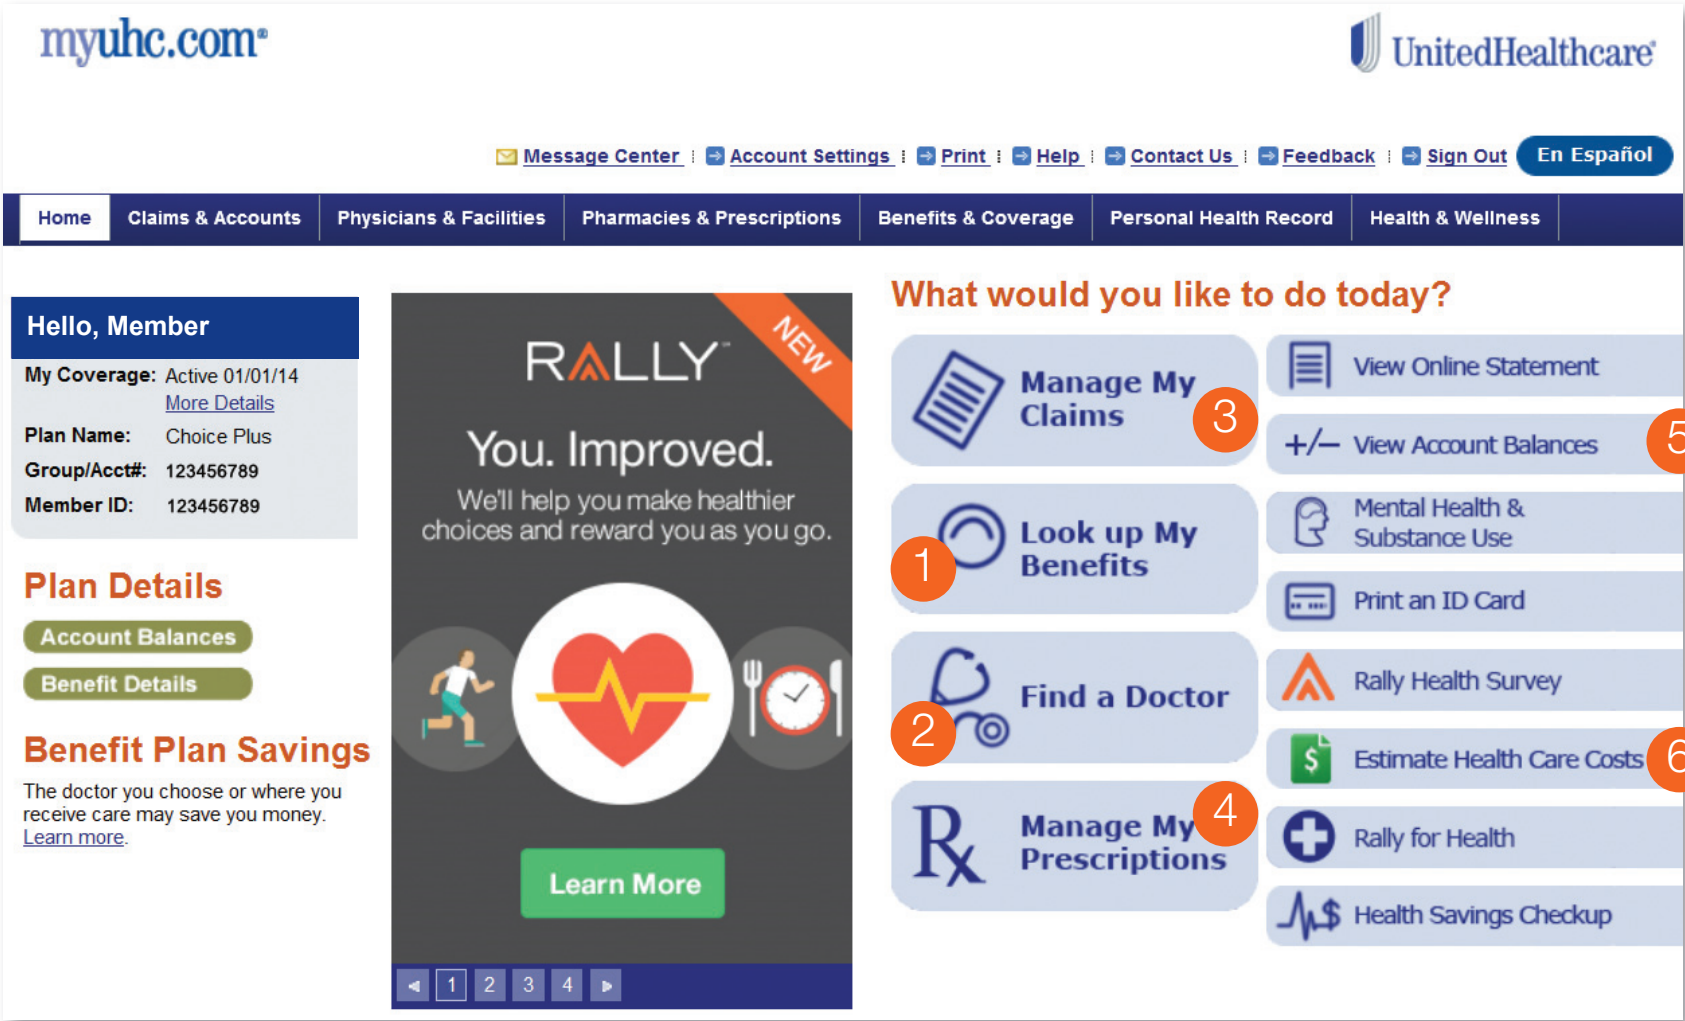 myuhc.com®
UnitedHealthcare®
Message Center
Account Settings
Print
Help
Contact Us
Feedback
Sign Out
En Español
Home
Claims & Accounts
Physicians & Facilities
Pharmacies & Prescriptions
Benefits & Coverage
Personal Health Record
Health & Wellness
Hello, Member
My Coverage: Active 01/01/14
More Details
Plan Name: Choice Plus
Group/Acct#: 123456789
Member ID: 123456789
Plan Details
Account Balances
Benefit Details
Benefit Plan Savings
The doctor you choose or where you
receive care may save you money.
Learn more.
NEW
RALLY™
You. Improved.
We'll help you make healthier
choices and reward you as you go.
Learn More
1 2 3 4
What would you like to do today?
Manage My
Claims
3
Look up My
Benefits
1
Find a Doctor
2
Rx
Manage My
Prescriptions
4
View Online Statement
+/− View Account Balances
5
Mental Health &
Substance Use
Print an ID Card
Rally Health Survey
$ Estimate Health Care Costs
6
Rally for Health
$ Health Savings Checkup